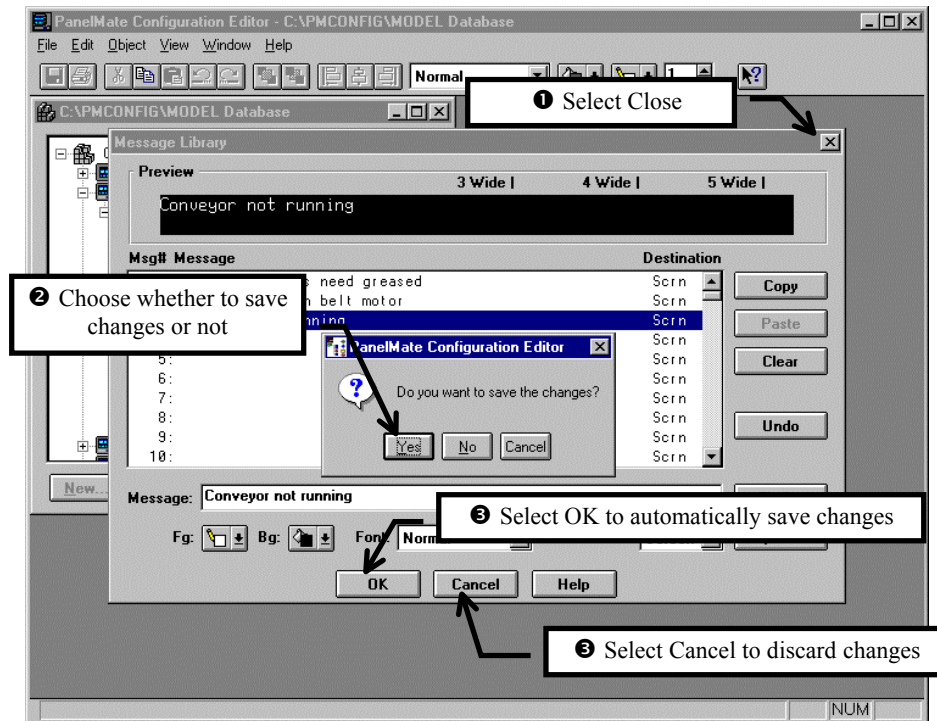 PanelMate Configuration Editor - C:\PMCONFIG\MODEL Database
File Edit Object View Window Help
Normal
1
❶ Select Close
C:\PMCONFIG\MODEL Database
Message Library
Preview
3 Wide | 4 Wide | 5 Wide |
Conveyor not running
Msg# Message Destination
need greased Scrn
belt motor Scrn
Scrn
Scrn
5: Scrn
6: Scrn
7: Scrn
8: Scrn
9: Scrn
10: Scrn
Copy
Paste
Clear
Undo
❷ Choose whether to save
changes or not
PanelMate Configuration Editor
Do you want to save the changes?
Yes No Cancel
New...
Message: Conveyor not running
❸ Select OK to automatically save changes
Fg: Bg: Font:
OK Cancel Help
❸ Select Cancel to discard changes
NUM